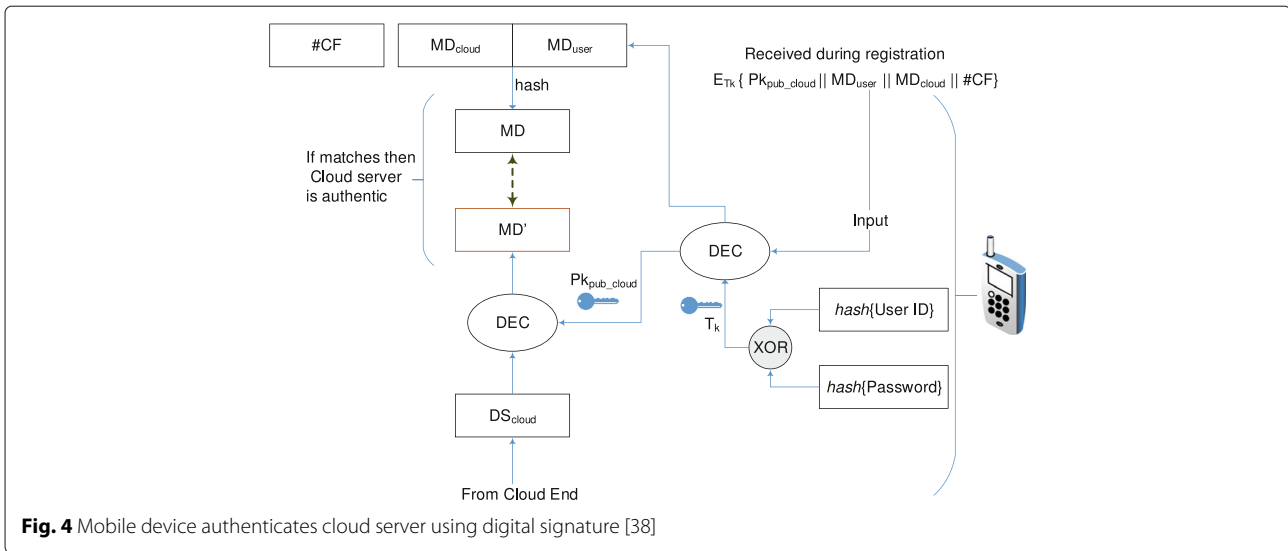 #CF
MDcloud
MDuser
hash
Received during registration
ETk { Pkpub_cloud || MDuser || MDcloud || #CF}
MD
If matches then
Cloud server
is authentic
MD'
Input
DEC
Pkpub_cloud
DEC
Tk
hash{User ID}
XOR
hash{Password}
DScloud
From Cloud End
Fig. 4 Mobile device authenticates cloud server using digital signature [38]